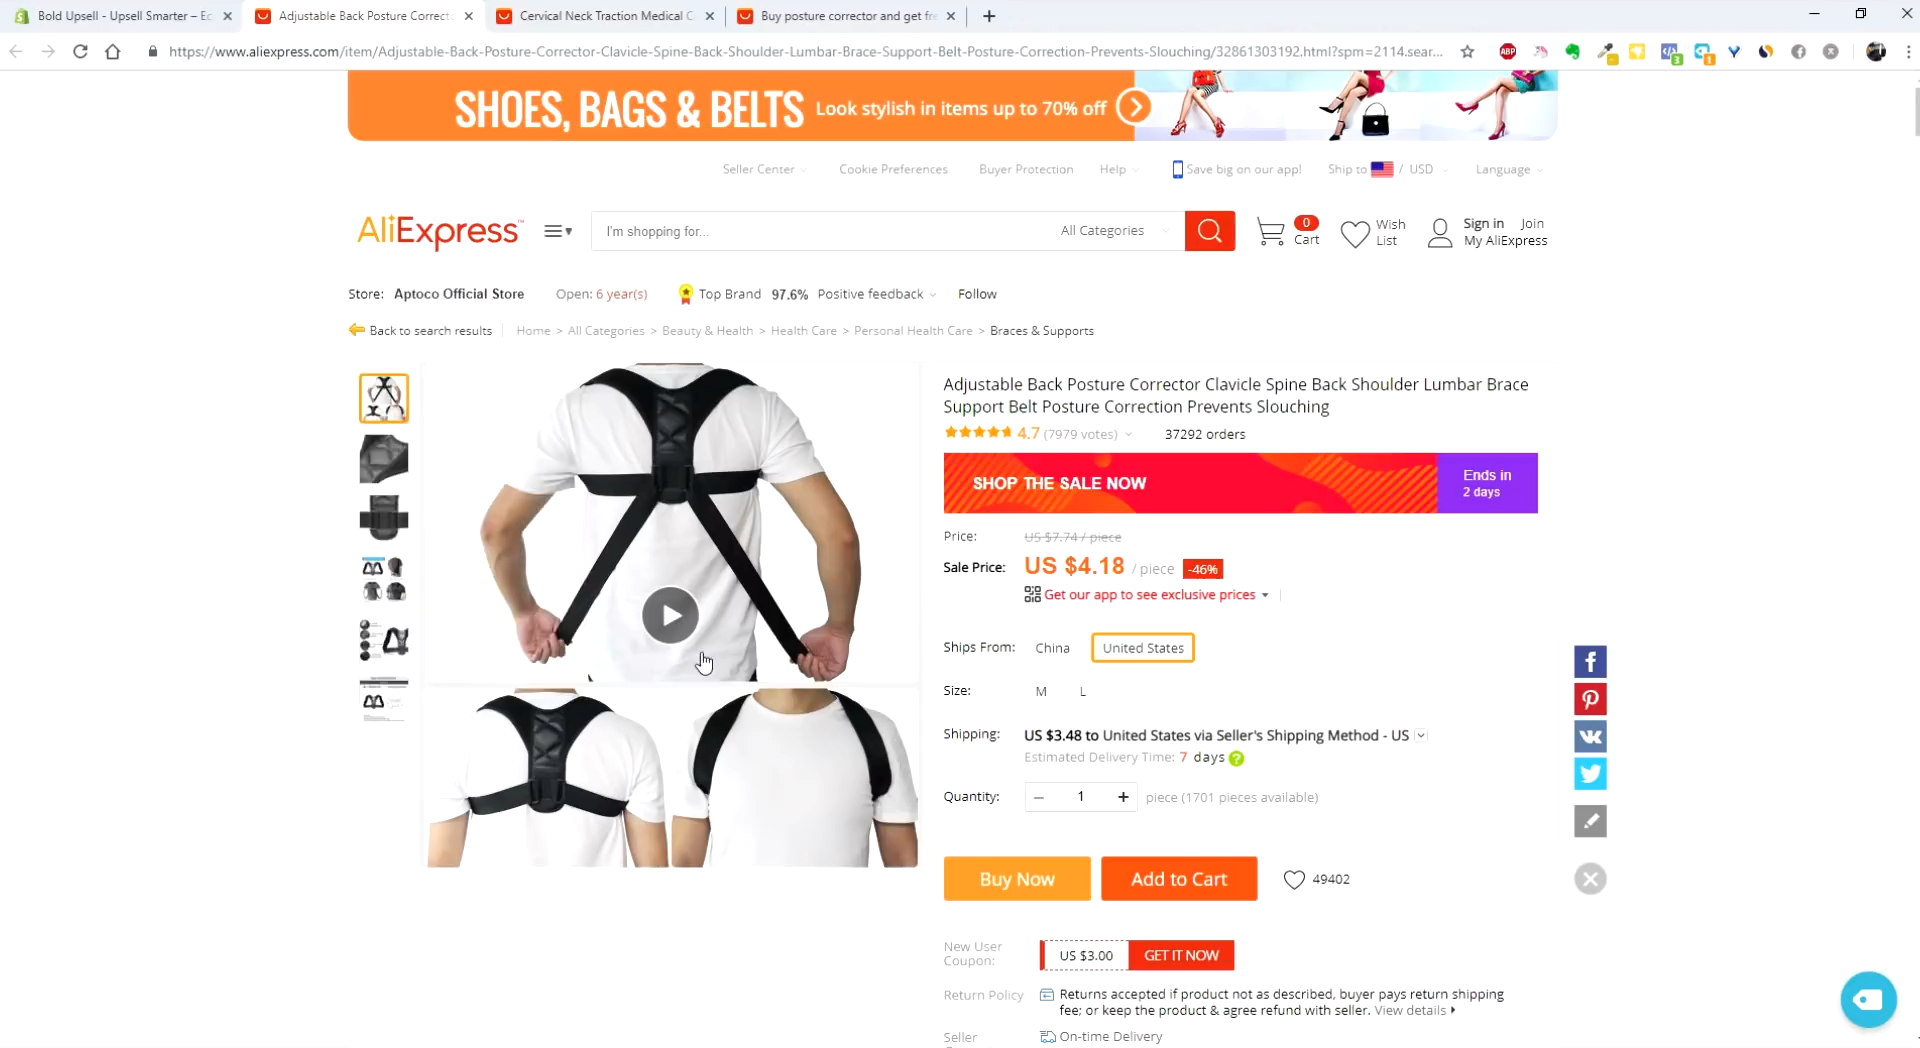 Bold Upsell - Upsell Smarter – Ec
Adjustable Back Posture Correct
Cervical Neck Traction Medical C
Buy posture corrector and get fre
https://www.aliexpress.com/item/Adjustable-Back-Posture-Corrector-Clavicle-Spine-Back-Shoulder-Lumbar-Brace-Support-Belt-Posture-Correction-Prevents-Slouching/32861303192.html?spm=2114.sear...
ABP
3
1
SHOES, BAGS & BELTS Look stylish in items up to 70% off
Seller Center Cookie Preferences Buyer Protection Help Save big on our app! Ship to / USD Language
AliExpress™
I'm shopping for...
All Categories
0
Cart
Wish
List
Sign in Join
My AliExpress
Store: Aptoco Official Store Open: 6 year(s) Top Brand 97.6% Positive feedback Follow
Back to search results Home > All Categories > Beauty & Health > Health Care > Personal Health Care > Braces & Supports
Adjustable Back Posture Corrector Clavicle Spine Back Shoulder Lumbar Brace
Support Belt Posture Correction Prevents Slouching
4.7 (7979 votes) 37292 orders
SHOP THE SALE NOW
Ends in
2 days
Price: US $7.74 / piece
Sale Price: US $4.18 / piece -46%
Get our app to see exclusive prices
Ships From: China United States
Size: M L
Shipping: US $3.48 to United States via Seller's Shipping Method - US
Estimated Delivery Time: 7 days ?
Quantity: – 1 + piece (1701 pieces available)
Buy Now
Add to Cart
49402
New User
Coupon:
US $3.00
GET IT NOW
Return Policy
Returns accepted if product not as described, buyer pays return shipping
fee; or keep the product & agree refund with seller. View details
Seller
On-time Delivery